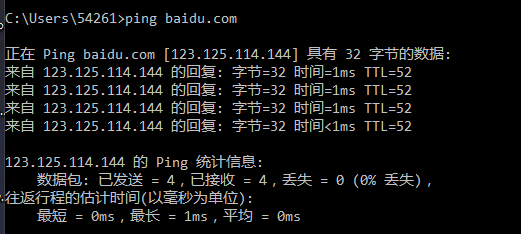 C:\Users\54261>ping baidu.com
正在 Ping baidu.com [123.125.114.144] 具有 32 字节的数据:
来自 123.125.114.144 的回复: 字节=32 时间=1ms TTL=52
来自 123.125.114.144 的回复: 字节=32 时间=1ms TTL=52
来自 123.125.114.144 的回复: 字节=32 时间=1ms TTL=52
来自 123.125.114.144 的回复: 字节=32 时间<1ms TTL=52
123.125.114.144 的 Ping 统计信息:
数据包: 已发送 = 4，已接收 = 4，丢失 = 0 (0% 丢失)，
往返行程的估计时间(以毫秒为单位):
最短 = 0ms，最长 = 1ms，平均 = 0ms